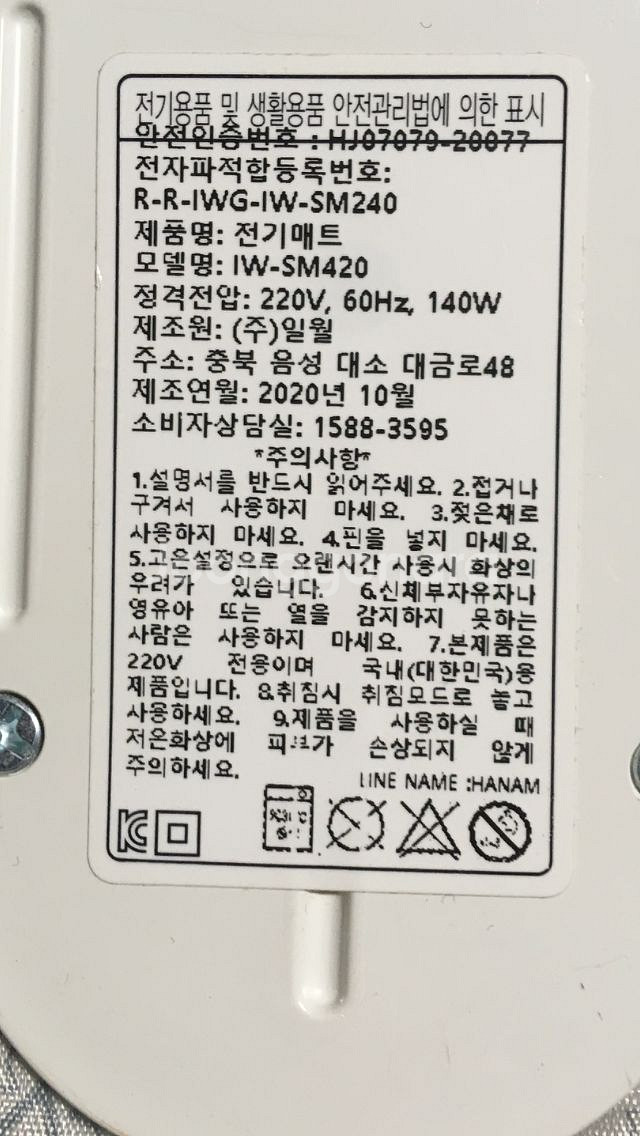 전기용품 및 생활용품 안전관리법에 의한 표시
안전인증번호 : HJ07079-20077
전자파적합등록번호:
R-R-IWG-IW-SM240
제품명: 전기매트
모델명: IW-SM420
정격전압: 220V, 60Hz, 140W
제조원: (주)일월
주소: 충북 음성 대소 대금로48
제조연월: 2020년 10월
소비자상담실: 1588-3595
*주의사항*
1.설명서를 반드시 읽어주세요. 2.접거나
구겨서 사용하지 마세요. 3.젖은채로
사용하지 마세요. 4.핀을 넣지 마세요.
5.고온설정으로 오랜시간 사용시 화상의
우려가 있습니다. 6.신체부자유자나
영유아 또는 열을 감지하지 못하는
사람은 사용하지 마세요. 7.본제품은
220V 전용이며 국내(대한민국)용
제품입니다. 8.취침시 취침모드로 놓고
사용하세요. 9.제품을 사용하실 때
저온화상에 피부가 손상되지 않게
주의하세요.
LINE NAME :HANAM